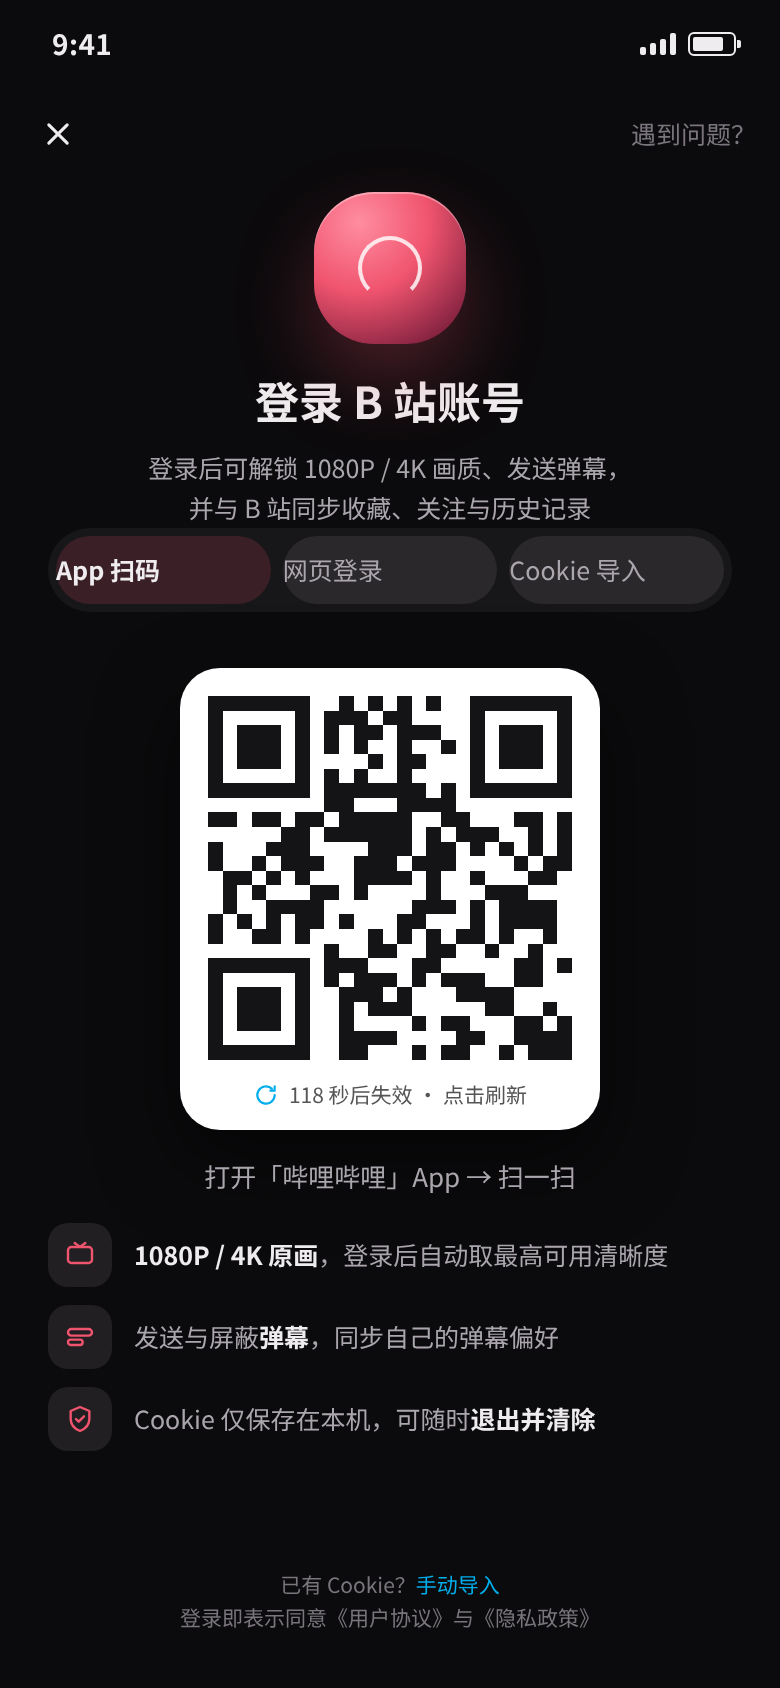 9:41
遇到问题?
登录 B 站账号
登录后可解锁 1080P / 4K 画质、发送弹幕，
并与 B 站同步收藏、关注与历史记录
App 扫码
网页登录
Cookie 导入
118 秒后失效 · 点击刷新
打开「哔哩哔哩」App → 扫一扫
1080P / 4K 原画，登录后自动取最高可用清晰度
发送与屏蔽弹幕，同步自己的弹幕偏好
Cookie 仅保存在本机，可随时退出并清除
已有 Cookie？手动导入
登录即表示同意《用户协议》与《隐私政策》